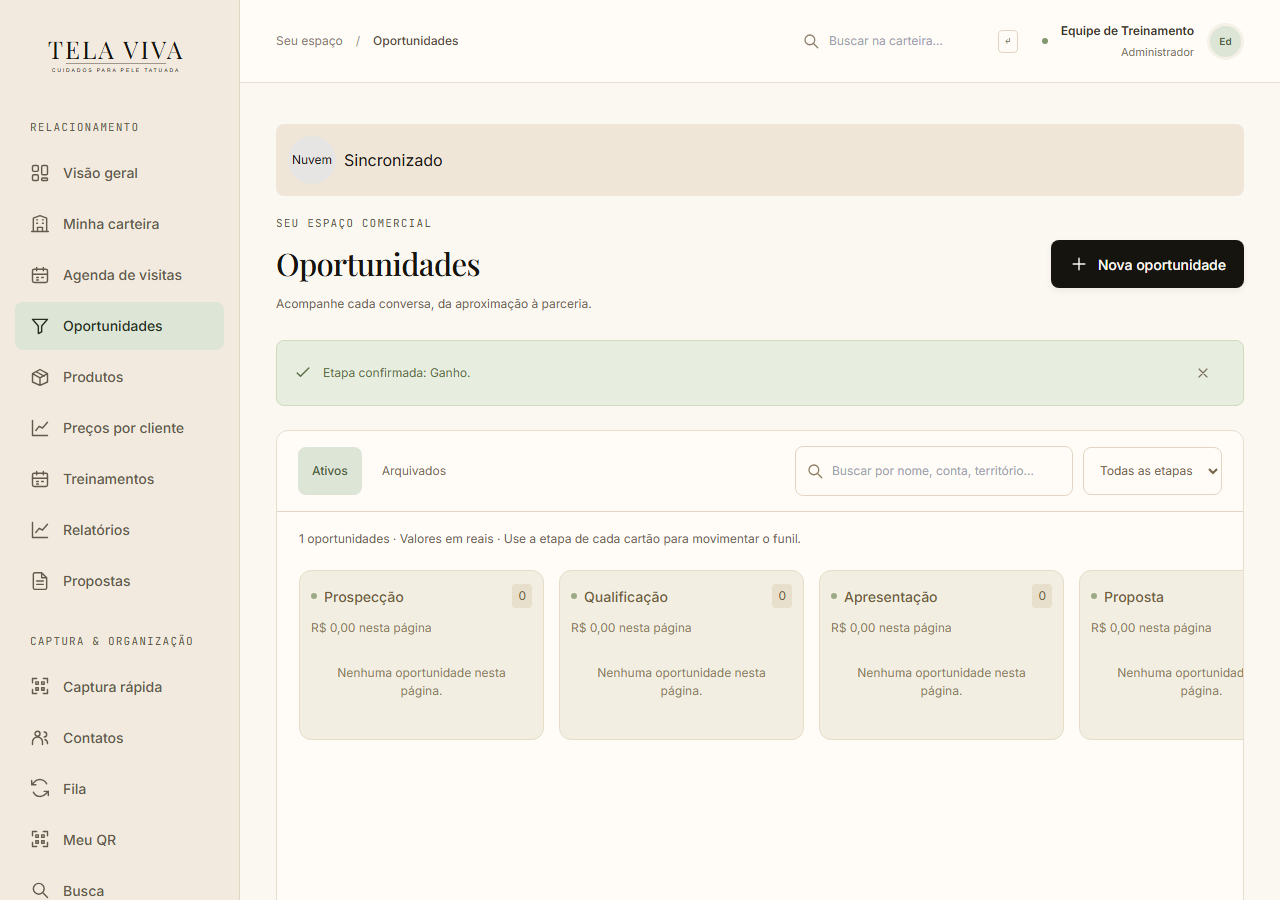 TELA VIVA
CUIDADOS PARA PELE TATUADA
RELACIONAMENTO
Visão geral
Minha carteira
Agenda de visitas
Oportunidades
Produtos
Preços por cliente
Treinamentos
Relatórios
Propostas
CAPTURA & ORGANIZAÇÃO
Captura rápida
Contatos
Fila
Meu QR
Busca
Seu espaço / Oportunidades
Buscar na carteira...
↵
Equipe de Treinamento
Administrador
Ed
Nuvem Sincronizado
SEU ESPAÇO COMERCIAL
Oportunidades
Acompanhe cada conversa, da aproximação à parceria.
Nova oportunidade
Etapa confirmada: Ganho.
Ativos
Arquivados
Buscar por nome, conta, território...
Todas as etapas
1 oportunidades · Valores em reais · Use a etapa de cada cartão para movimentar o funil.
Prospecção 0
R$ 0,00 nesta página
Nenhuma oportunidade nesta
página.
Qualificação 0
R$ 0,00 nesta página
Nenhuma oportunidade nesta
página.
Apresentação 0
R$ 0,00 nesta página
Nenhuma oportunidade nesta
página.
Proposta
R$ 0,00 nesta página
Nenhuma oportunidad
página.